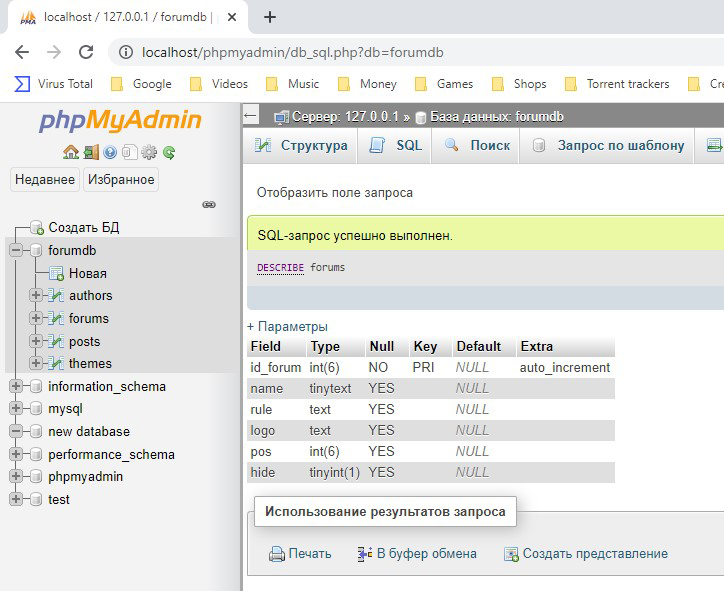 localhost / 127.0.0.1 / forumdb |
localhost/phpmyadmin/db_sql.php?db=forumdb
Virus Total Google Videos Music Money Games Shops Torrent trackers Cre
phpMyAdmin
Недавнее Избранное
Создать БД
forumdb
Новая
authors
forums
posts
themes
information_schema
mysql
new database
performance_schema
phpmyadmin
test
Сервер: 127.0.0.1 » База данных: forumdb
Структура SQL Поиск Запрос по шаблону
Отобразить поле запроса
SQL-запрос успешно выполнен.
DESCRIBE forums
+ Параметры
Field Type Null Key Default Extra
id_forum int(6) NO PRI NULL auto_increment
name tinytext YES NULL
rule text YES NULL
logo text YES NULL
pos int(6) YES NULL
hide tinyint(1) YES NULL
Использование результатов запроса
Печать В буфер обмена Создать представление